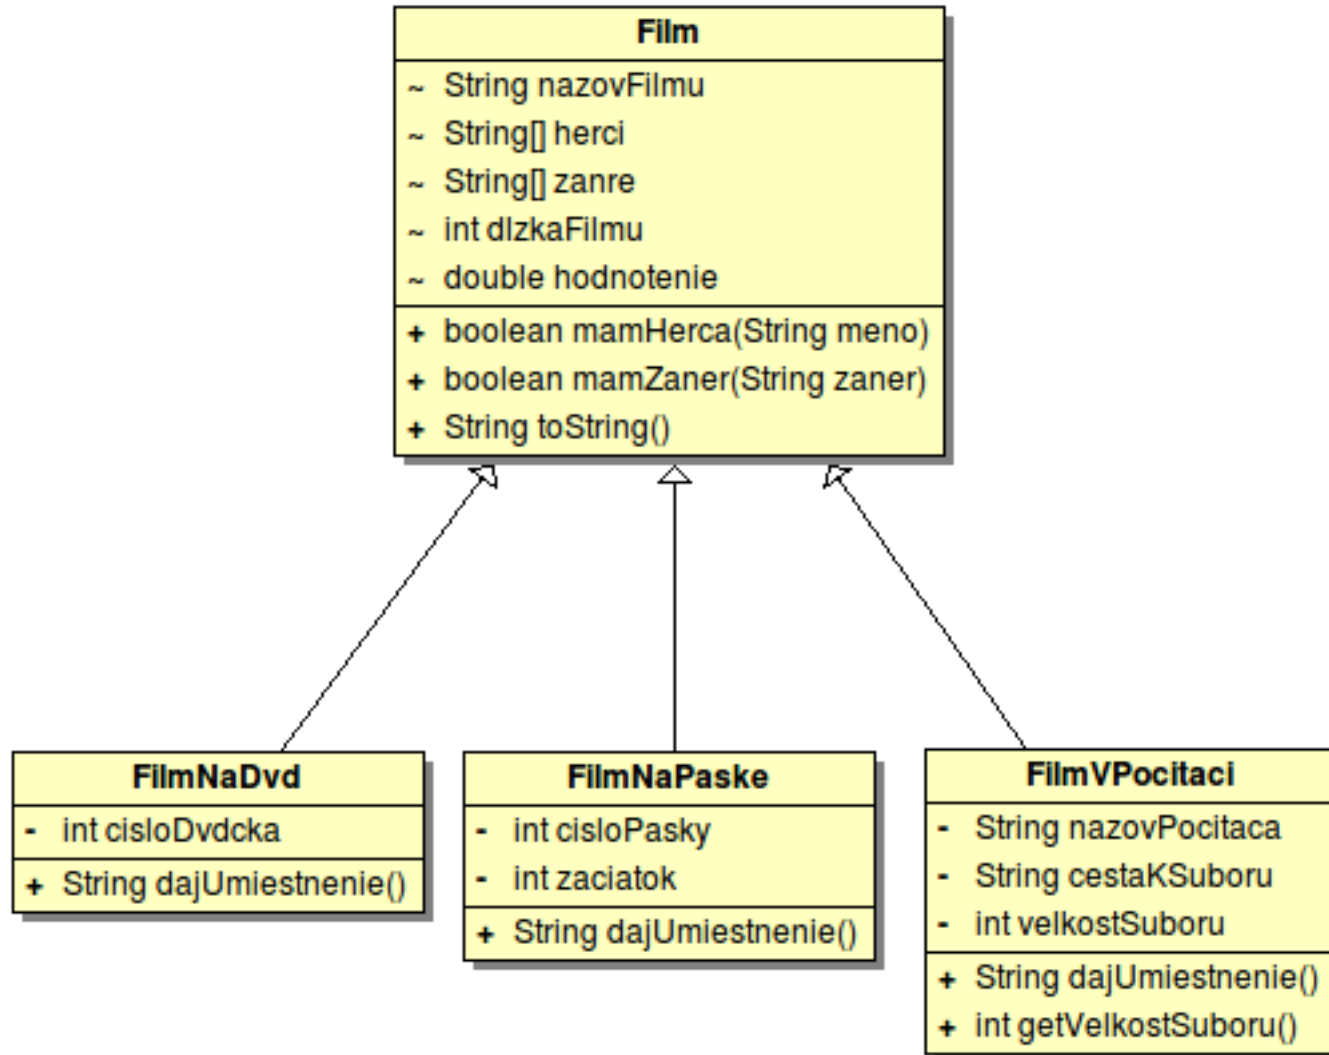 Film
~ String nazovFilmu
~ String[] herci
~ String[] zanre
~ int dlzkaFilmu
~ double hodnotenie
+ boolean mamHerca(String meno)
+ boolean mamZaner(String zaner)
+ String toString()
FilmNaDvd
- int cisloDvdcka
+ String dajUmiestnenie()
FilmNaPaske
- int cisloPasky
- int zaciatok
+ String dajUmiestnenie()
FilmVPocitaci
- String nazovPocitaca
- String cestaKSuboru
- int velkostSuboru
+ String dajUmiestnenie()
+ int getVelkostSuboru()